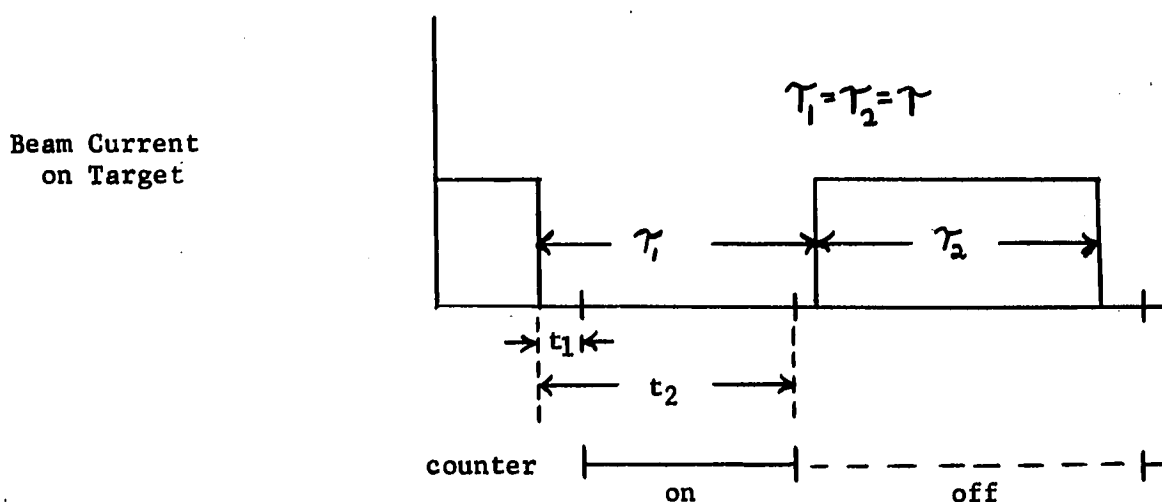 τ₁=τ₂=τ
Beam Current
on Target
τ₁
τ₂
t1
t2
counter
on
off